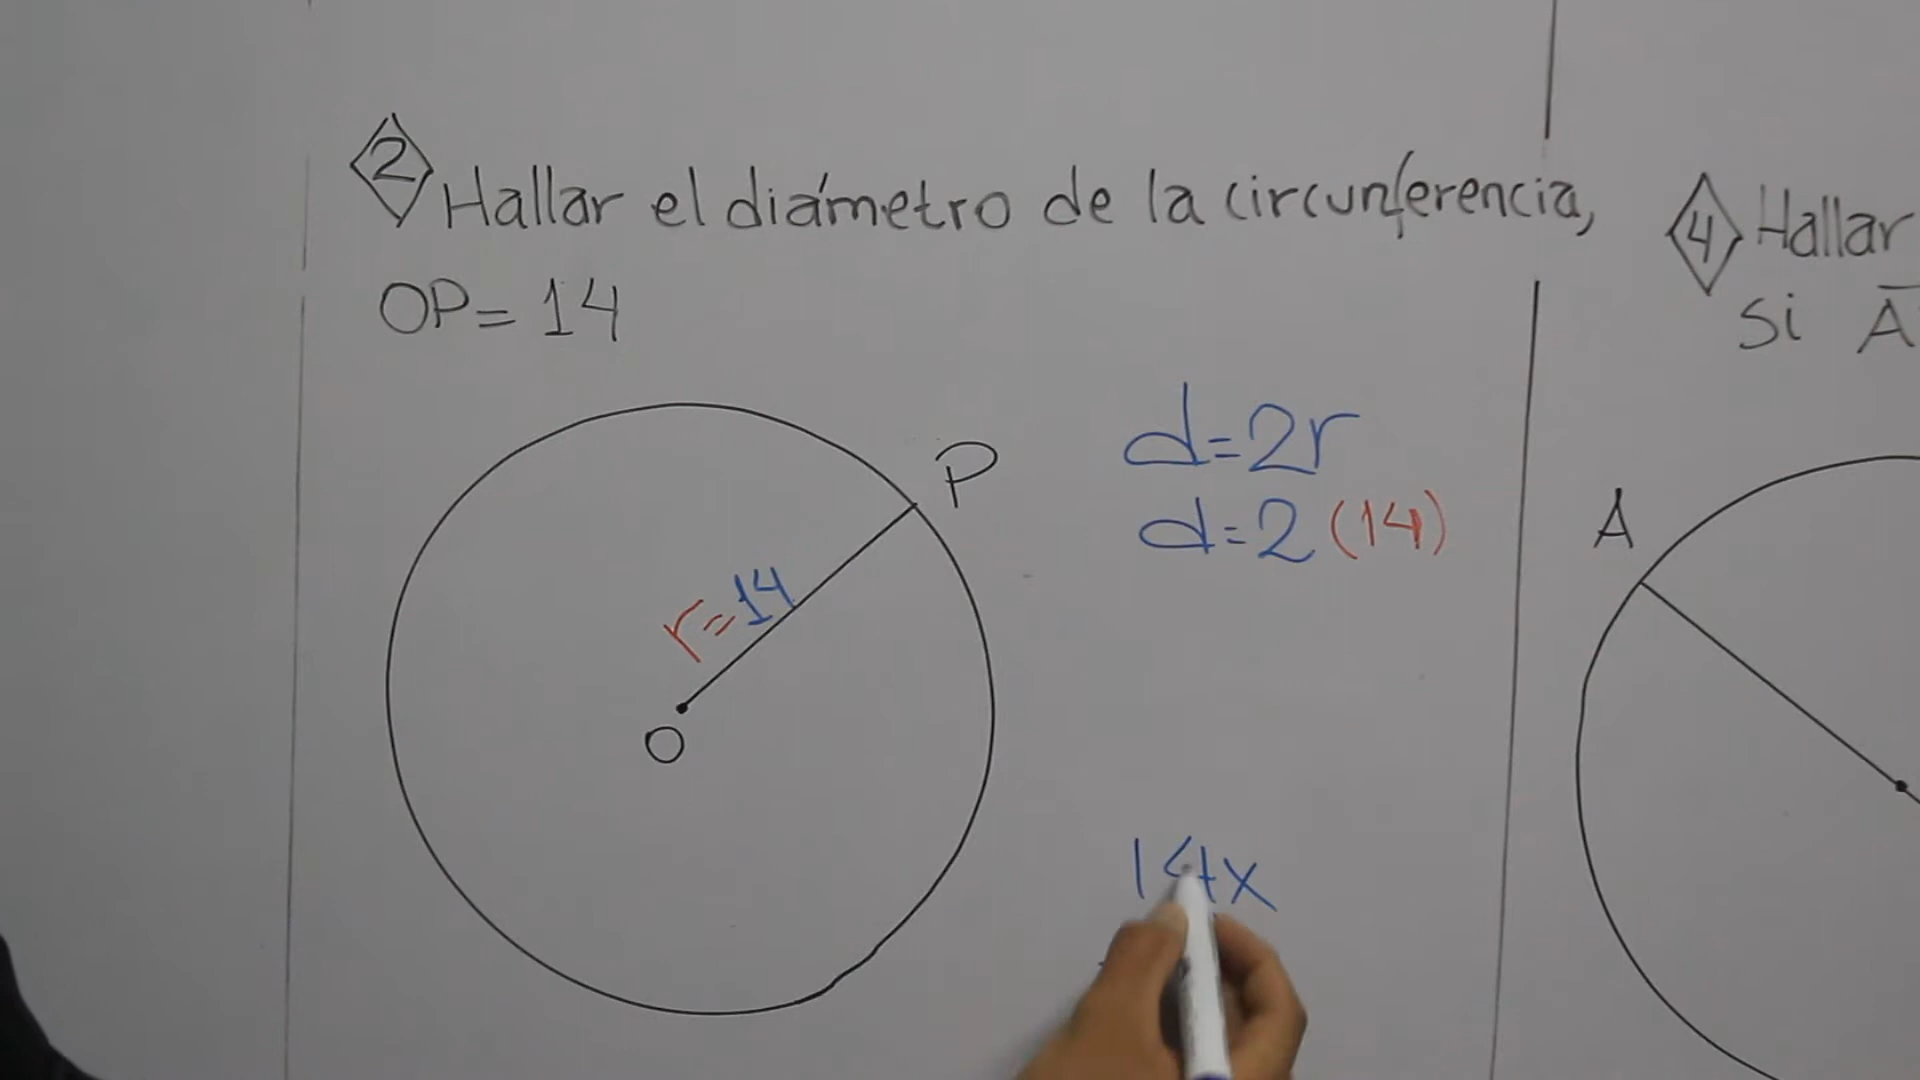 2 Hallar el diámetro de la circunferencia,
OP= 14
P
r=14
O
d=2r
d=2(14)
14x
4 Hallar
Si A
A